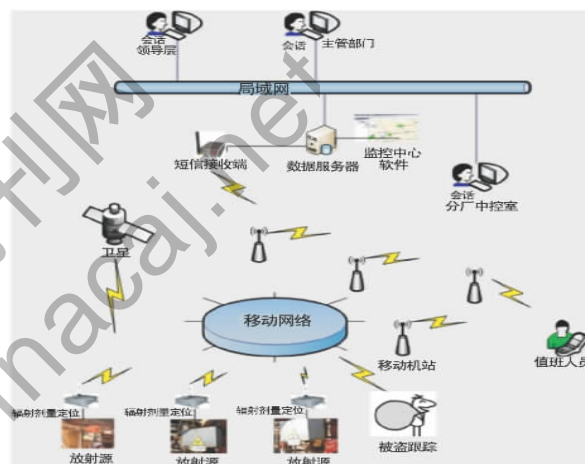 会话
领导层
会话
主管部门
局域网
短信接收端
数据服务器
监控中心
软件
会话
分厂中控室
卫星
移动网络
移动机站
值班人员
辐射剂量定位
辐射剂量定位
辐射剂量定位
被盗跟踪
放射源
放射源
放射源
刊网
nacaj.net